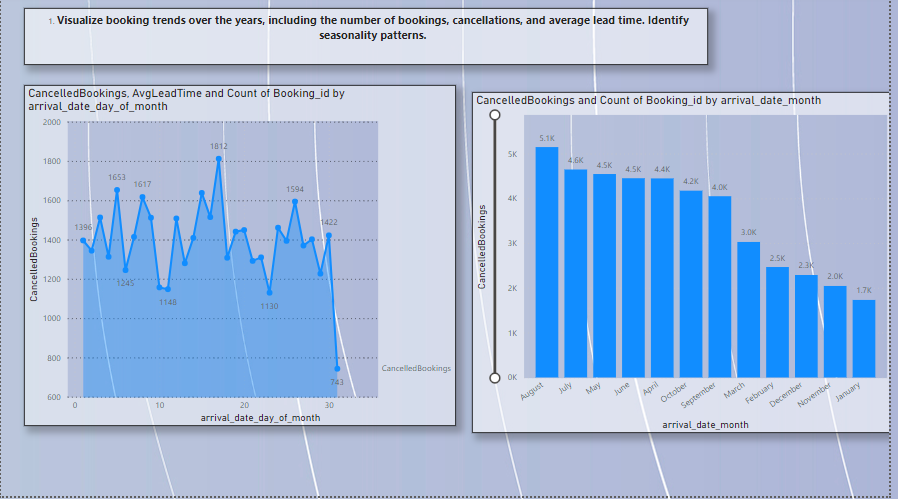 1. Visualize booking trends over the years, including the number of bookings, cancellations, and average lead time. Identify
seasonality patterns.
CancelledBookings, AvgLeadTime and Count of Booking_id by
arrival_date_day_of_month
2000
1800
1600
1400
1200
1000
800
600
CancelledBookings
1396
1653
1245
1617
1148
1812
1130
1594
1422
743
CancelledBookings
0
10
20
30
arrival_date_day_of_month
CancelledBookings and Count of Booking_id by arrival_date_month
CancelledBookings
5K
4K
3K
2K
1K
0K
5.1K
4.6K
4.5K
4.5K
4.4K
4.2K
4.0K
3.0K
2.5K
2.3K
2.0K
1.7K
August
July
May
June
April
October
September
March
February
December
November
January
arrival_date_month